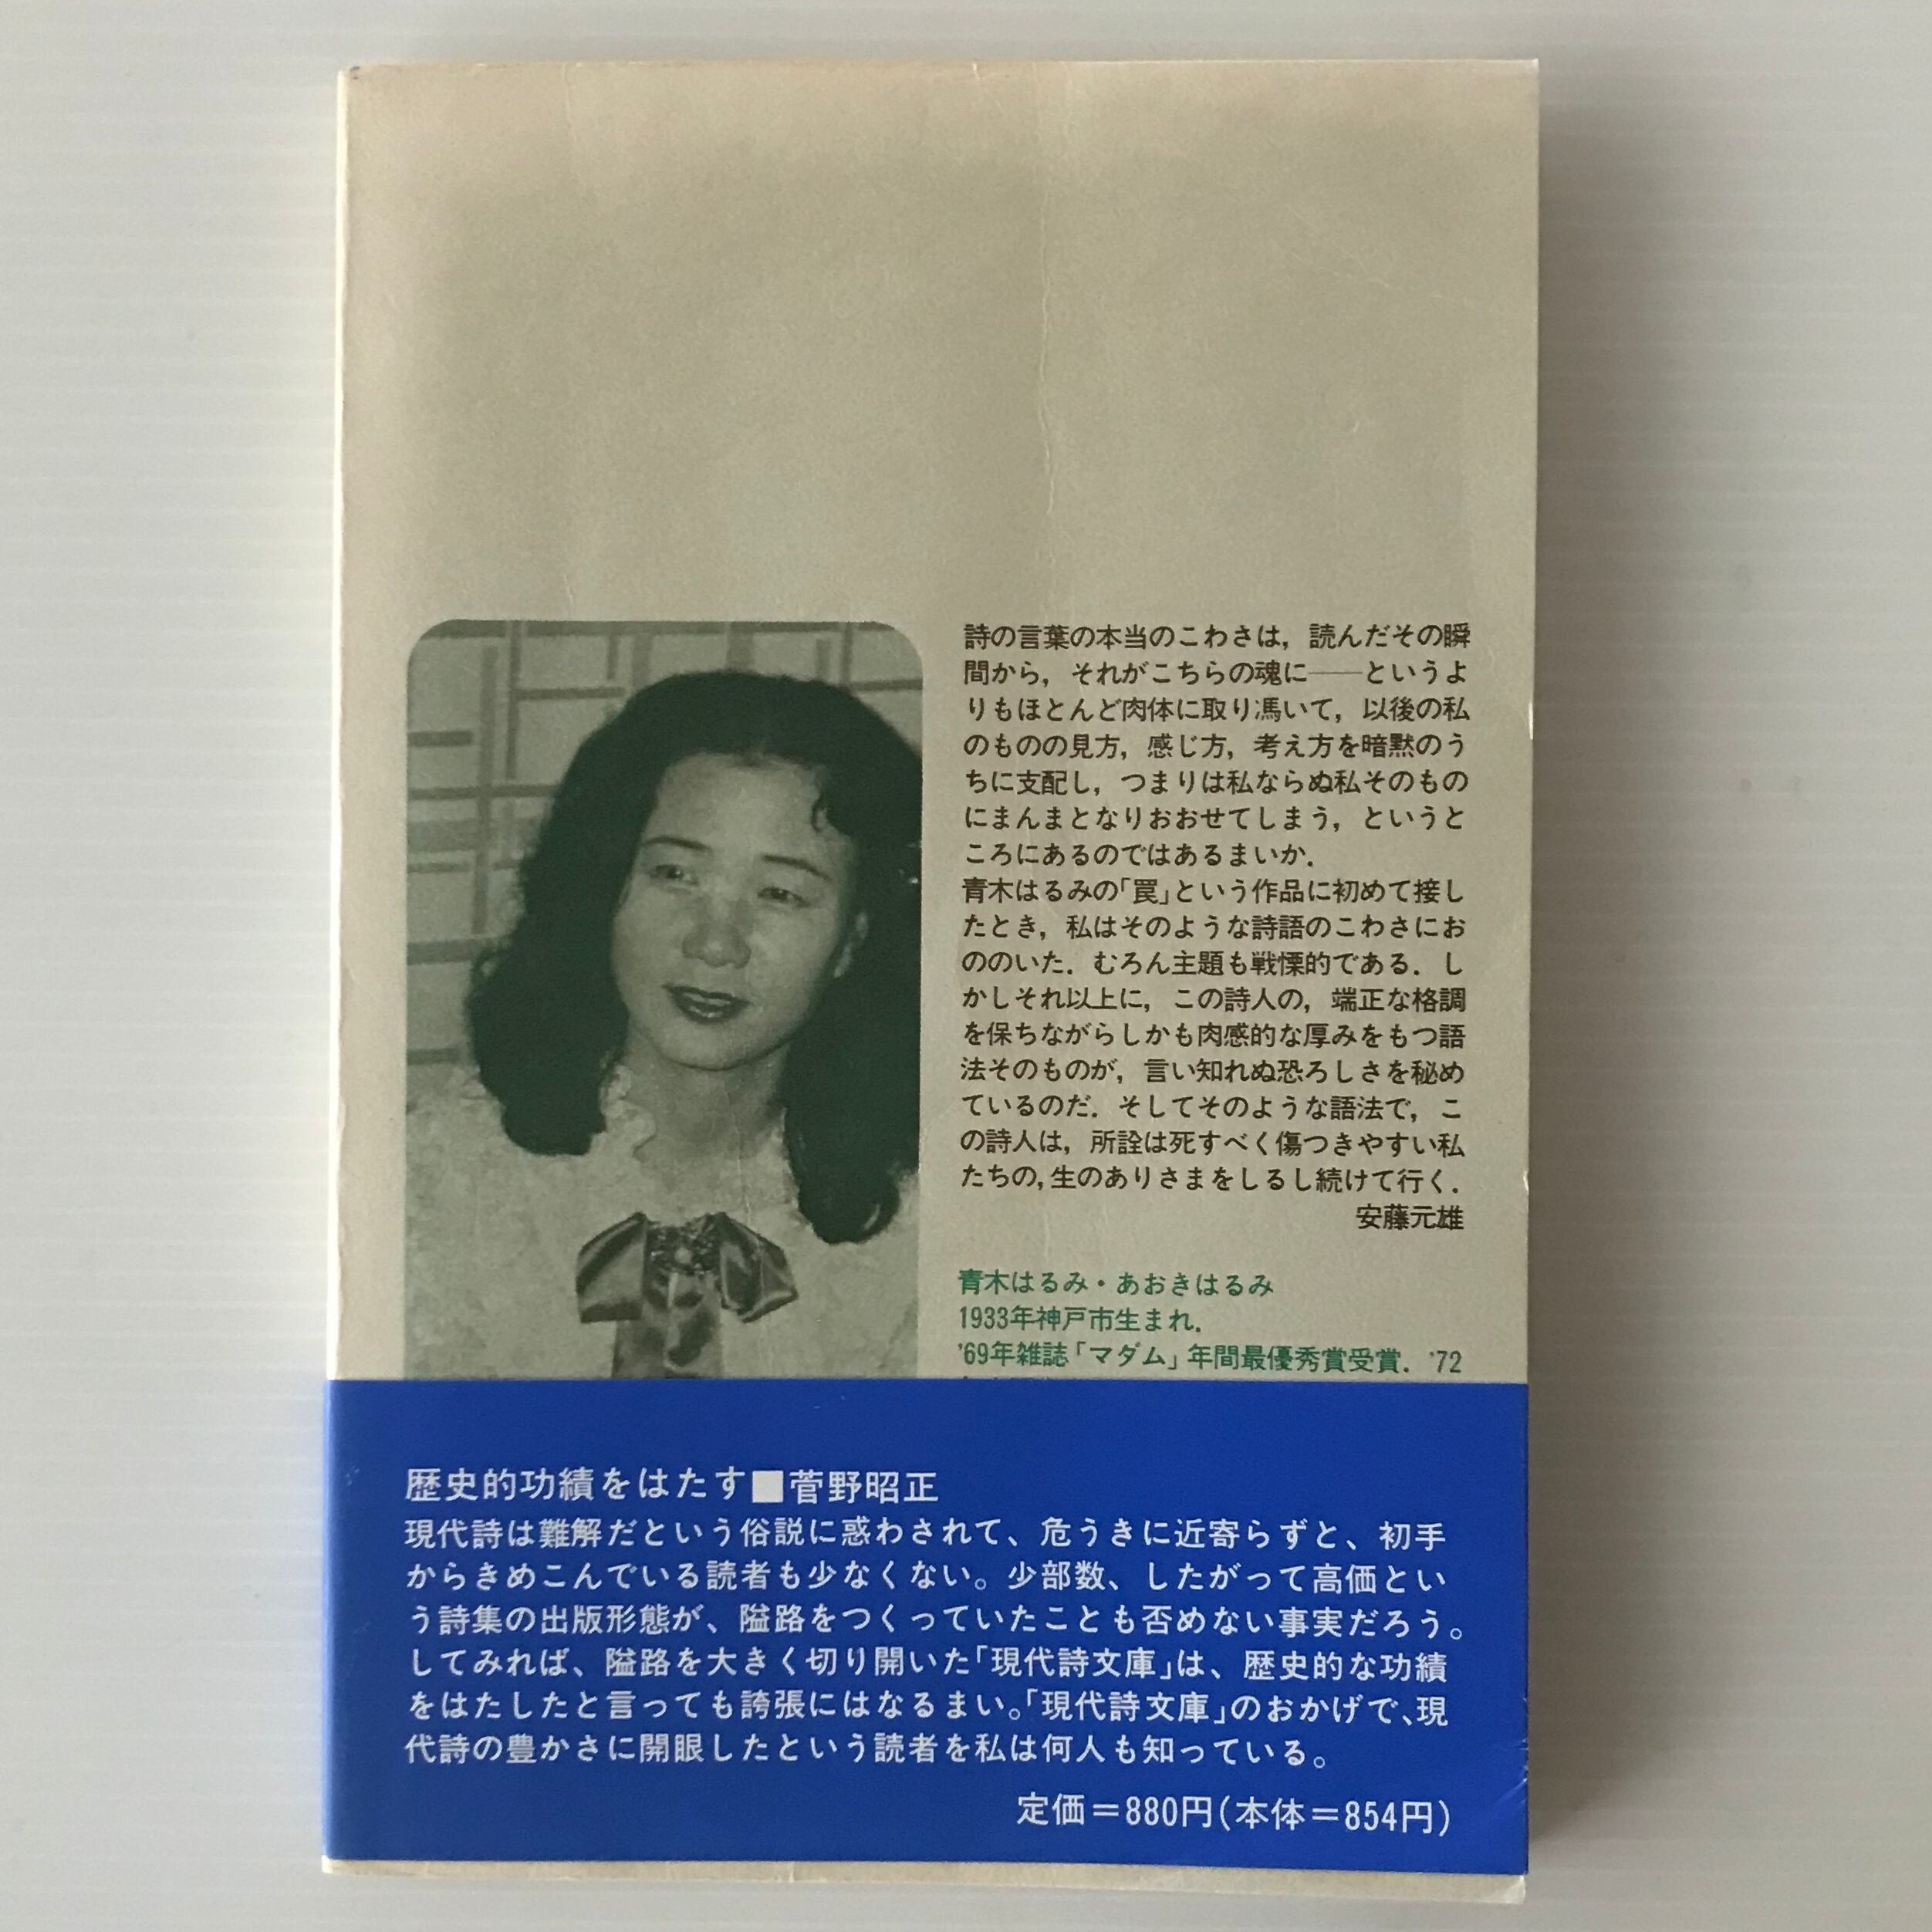 詩の言葉の本当のこわさは，読んだその瞬
間から，それがこちらの魂に――というよ
りもほとんど肉体に取り馮いて，以後の私
のものの見方，感じ方，考え方を暗黙のう
ちに支配し，つまりは私ならぬ私そのもの
にまんまとなりおおせてしまう，というと
ころにあるのではあるまいか．
青木はるみの「罠」という作品に初めて接し
たとき，私はそのような詩語のこわさにお
ののいた．むろん主題も戦慄的である．し
かしそれ以上に，この詩人の，端正な格調
を保ちながらしかも肉感的な厚みをもつ語
法そのものが，言い知れぬ恐ろしさを秘め
ているのだ．そしてそのような語法で，こ
の詩人は，所詮は死すべく傷つきやすい私
たちの，生のありさまをしるし続けて行く．
安藤元雄
青木はるみ・あおきはるみ
1933年神戸市生まれ．
'69年雑誌「マダム」年間最優秀賞受賞．'72
歴史的功績をはたす■菅野昭正
現代詩は難解だという俗説に惑わされて、危うきに近寄らずと、初手
からきめこんでいる読者も少なくない。少部数、したがって高価とい
う詩集の出版形態が、隘路をつくっていたことも否めない事実だろう。
してみれば、隘路を大きく切り開いた「現代詩文庫」は、歴史的な功績
をはたしたと言っても誇張にはなるまい。「現代詩文庫」のおかげで、現
代詩の豊かさに開眼したという読者を私は何人も知っている。
定価＝880円（本体＝854円）